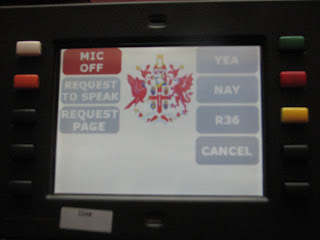 MIC
OFF
REQUEST
TO SPEAK
REQUEST
PAGE
YEA
NAY
R36
CANCEL